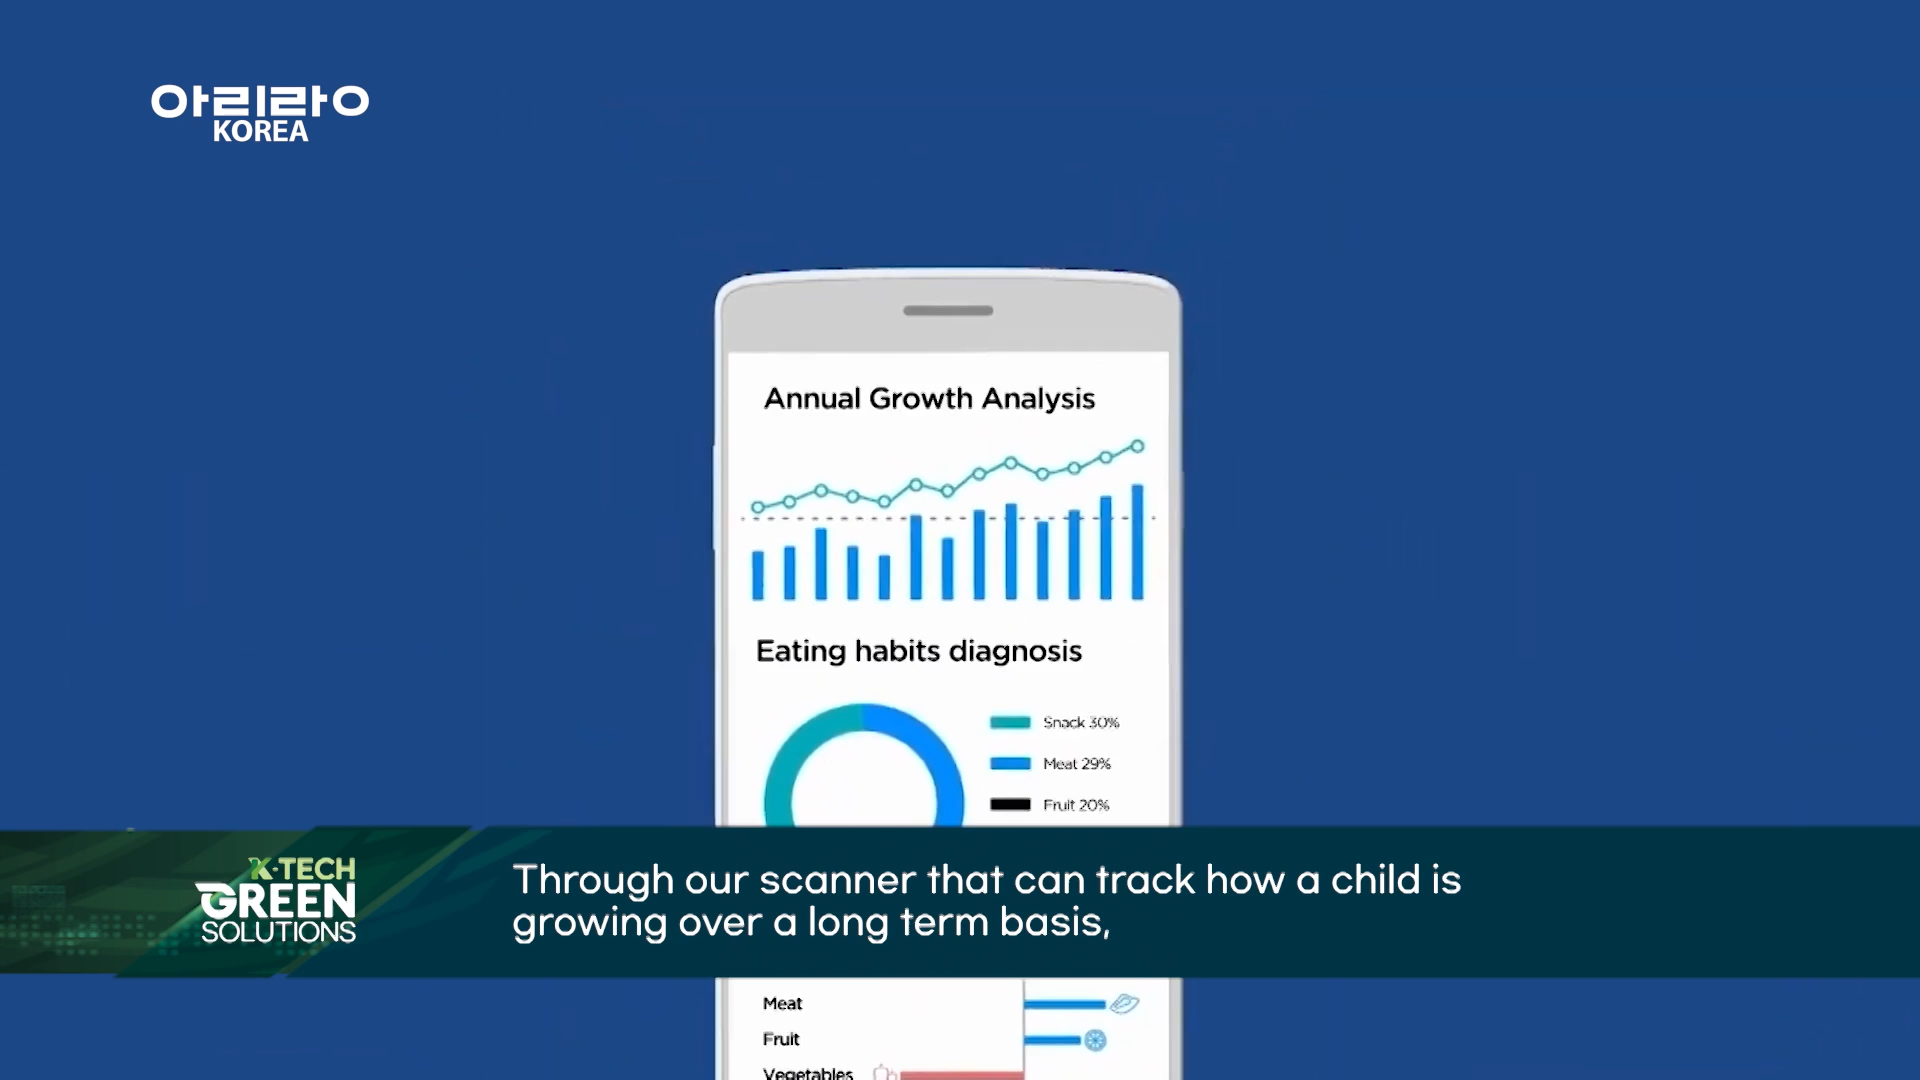 아리랑
KOREA
Annual Growth Analysis
Eating habits diagnosis
Snack 30%
Meat 29%
Fruit 20%
K-TECH
GREEN
SOLUTIONS
Through our scanner that can track how a child is
growing over a long term basis,
Meat
Fruit
Vegetables